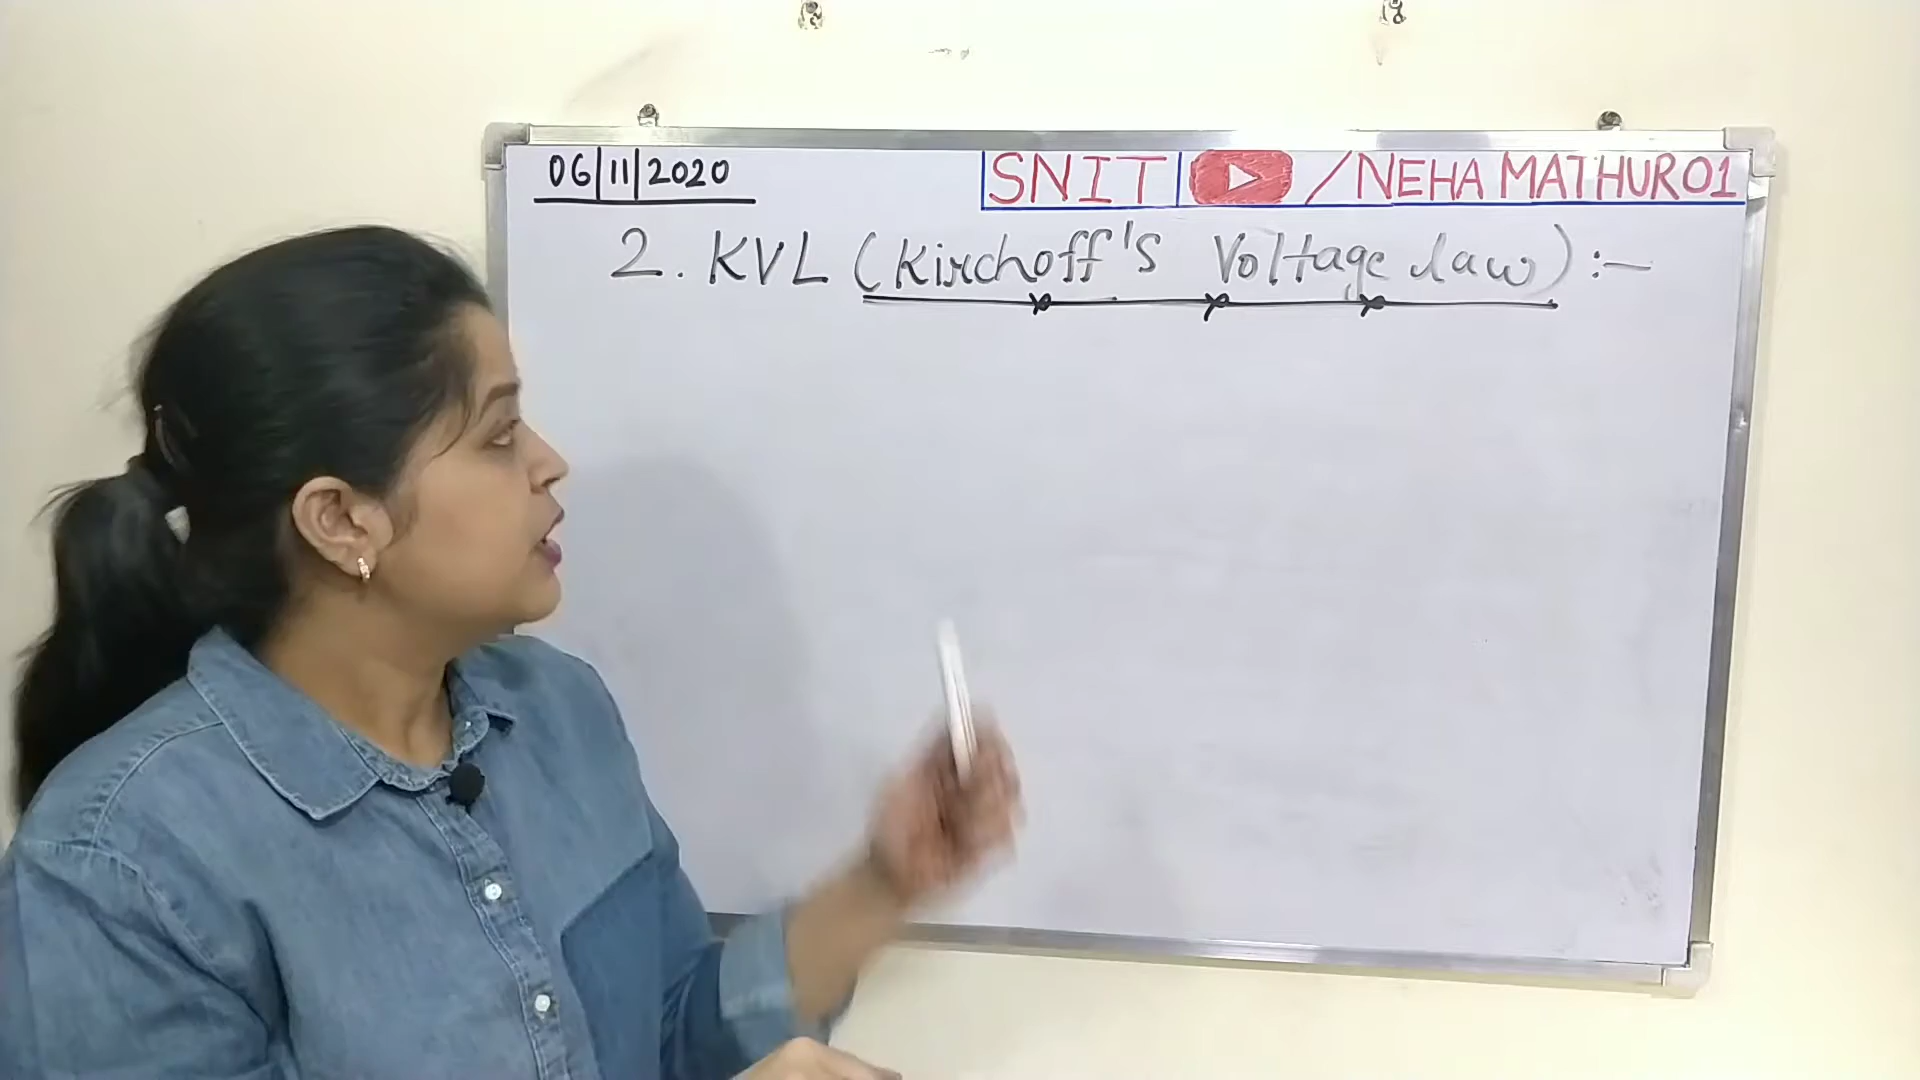 06/11/2020
SNIT /NEHA MATHUR01
2. KVL (Kirchoff's Voltage law) :-